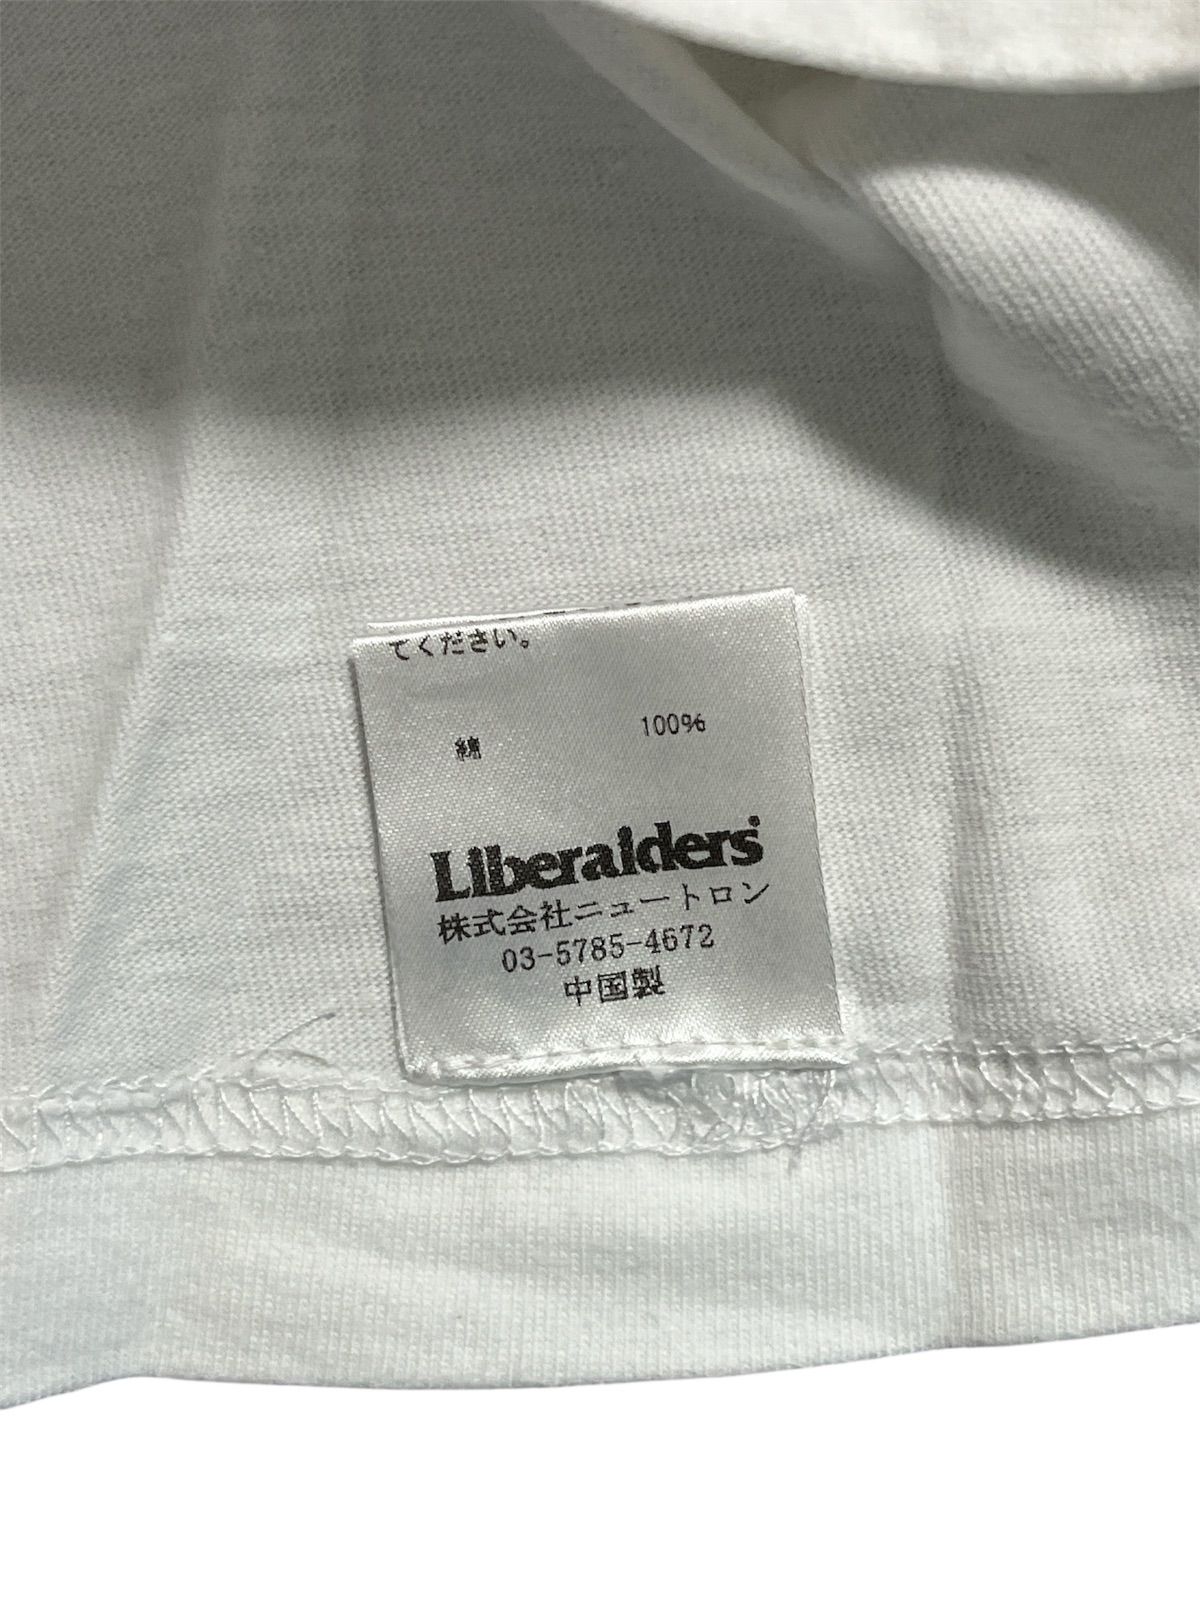 てください。
綿 100%
Liberaiders
株式会社ニュートロン
03-5785-4672
中国製